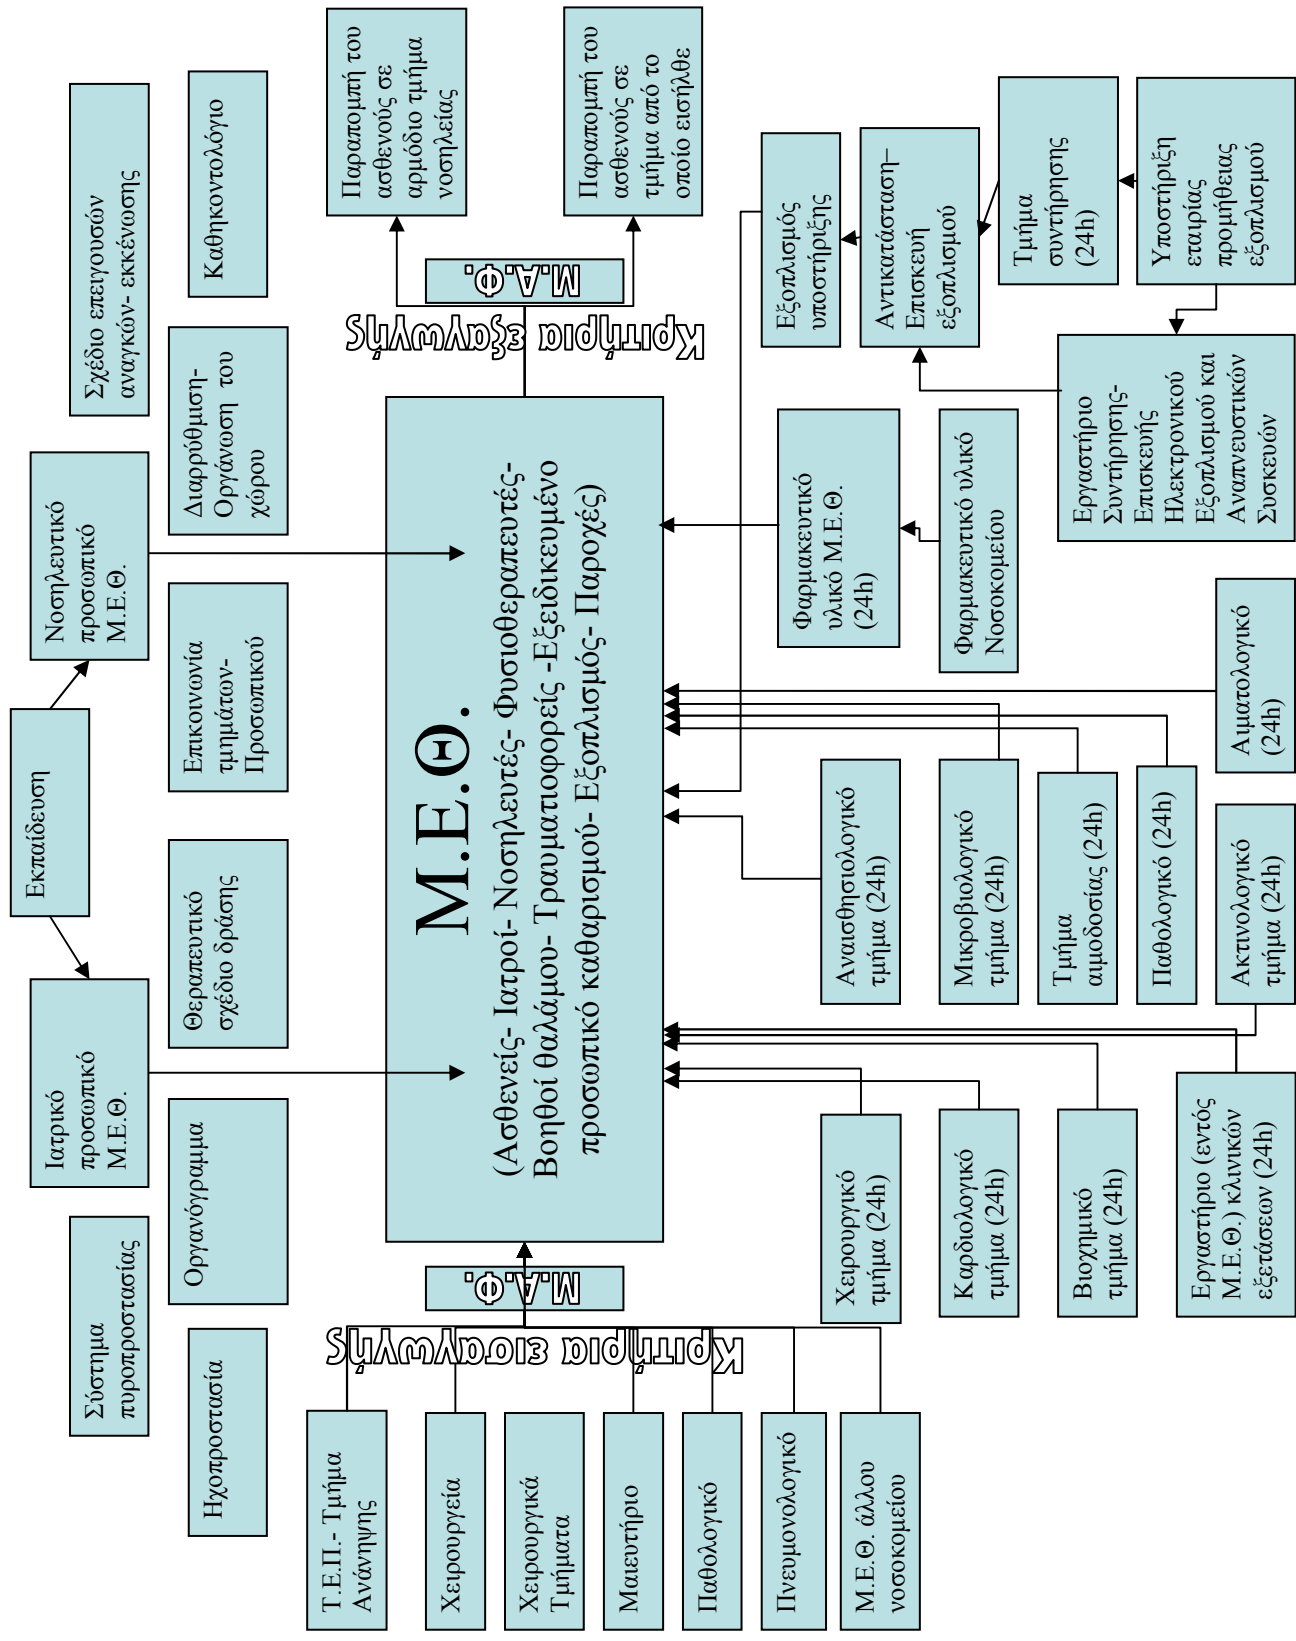 Εκπαίδευση
Ιατρικό
προσωπικό
Μ.Ε.Θ.
Νοσηλευτικό
προσωπικό
Μ.Ε.Θ.
Σύστημα
πυροπροστασίας
Σχέδιο επειγουσών
αναγκών- εκκένωσης
Ηχοπροστασία
Οργανόγραμμα
Θεραπευτικό
σχέδιο δράσης
Επικοινωνία
τμημάτων-
Προσωπικού
Διαρρύθμιση-
Οργάνωση του
χώρου
Καθηκοντολόγιο
Τ.Ε.Π.- Τμήμα
Ανάνηψης
Χειρουργεία
Χειρουργικά
Τμήματα
Μαιευτήριο
Παθολογικό
Πνευμονολογικό
Μ.Ε.Θ. άλλου
νοσοκομείου
Κριτήρια εισαγωγής
Μ.Α.Φ.
Μ.Ε.Θ.
(Ασθενείς- Ιατροί- Νοσηλευτές- Φυσιοθεραπευτές-
Βοηθοί θαλάμου- Τραυματιοφορείς -Εξειδικευμένο
προσωπικό καθαρισμού- Εξοπλισμός- Παροχές)
Κριτήρια εξαγωγής
Μ.Α.Φ.
Παραπομπή του
ασθενούς σε
αρμόδιο τμήμα
νοσηλείας
Παραπομπή του
ασθενούς σε
τμήμα από το
οποίο εισήλθε
Χειρουργικό
τμήμα (24h)
Καρδιολογικό
τμήμα (24h)
Βιοχημικό
τμήμα (24h)
Εργαστήριο (εντός
Μ.Ε.Θ.) κλινικών
εξετάσεων (24h)
Αναισθησιολογικό
τμήμα (24h)
Μικροβιολογικό
τμήμα (24h)
Τμήμα
αιμοδοσίας (24h)
Παθολογικό (24h)
Ακτινολογικό
τμήμα (24h)
Αιματολογικό
(24h)
Φαρμακευτικό
υλικό Μ.Ε.Θ.
(24h)
Φαρμακευτικό υλικό
Νοσοκομείου
Εξοπλισμός
υποστήριξης
Αντικατάσταση–
Επισκευή
εξοπλισμού
Τμήμα
συντήρησης
(24h)
Υποστήριξη
εταιρίας
προμήθειας
εξοπλισμού
Εργαστήριο
Συντήρησης-
Επισκευής
Ηλεκτρονικού
Εξοπλισμού και
Αναπνευστικών
Συσκευών